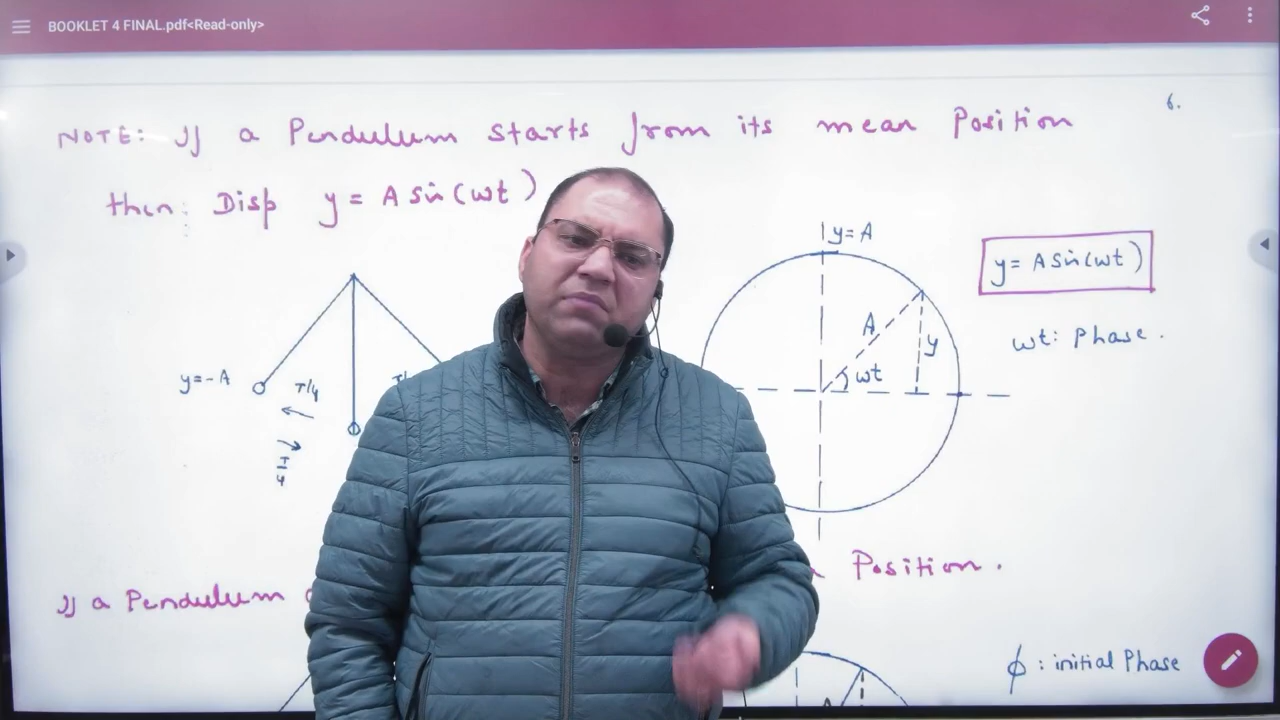 BOOKLET 4 FINAL.pdf<Read-only>
6.
NOTE: If a Pendulum starts from its mean Position
then: Disp y = A sin(ωt)
y = A
y = A sin(ωt)
A
y
ωt
ωt: Phase.
y = -A
T/4
T/4
If a Pendulum
Position.
ϕ: initial Phase
A